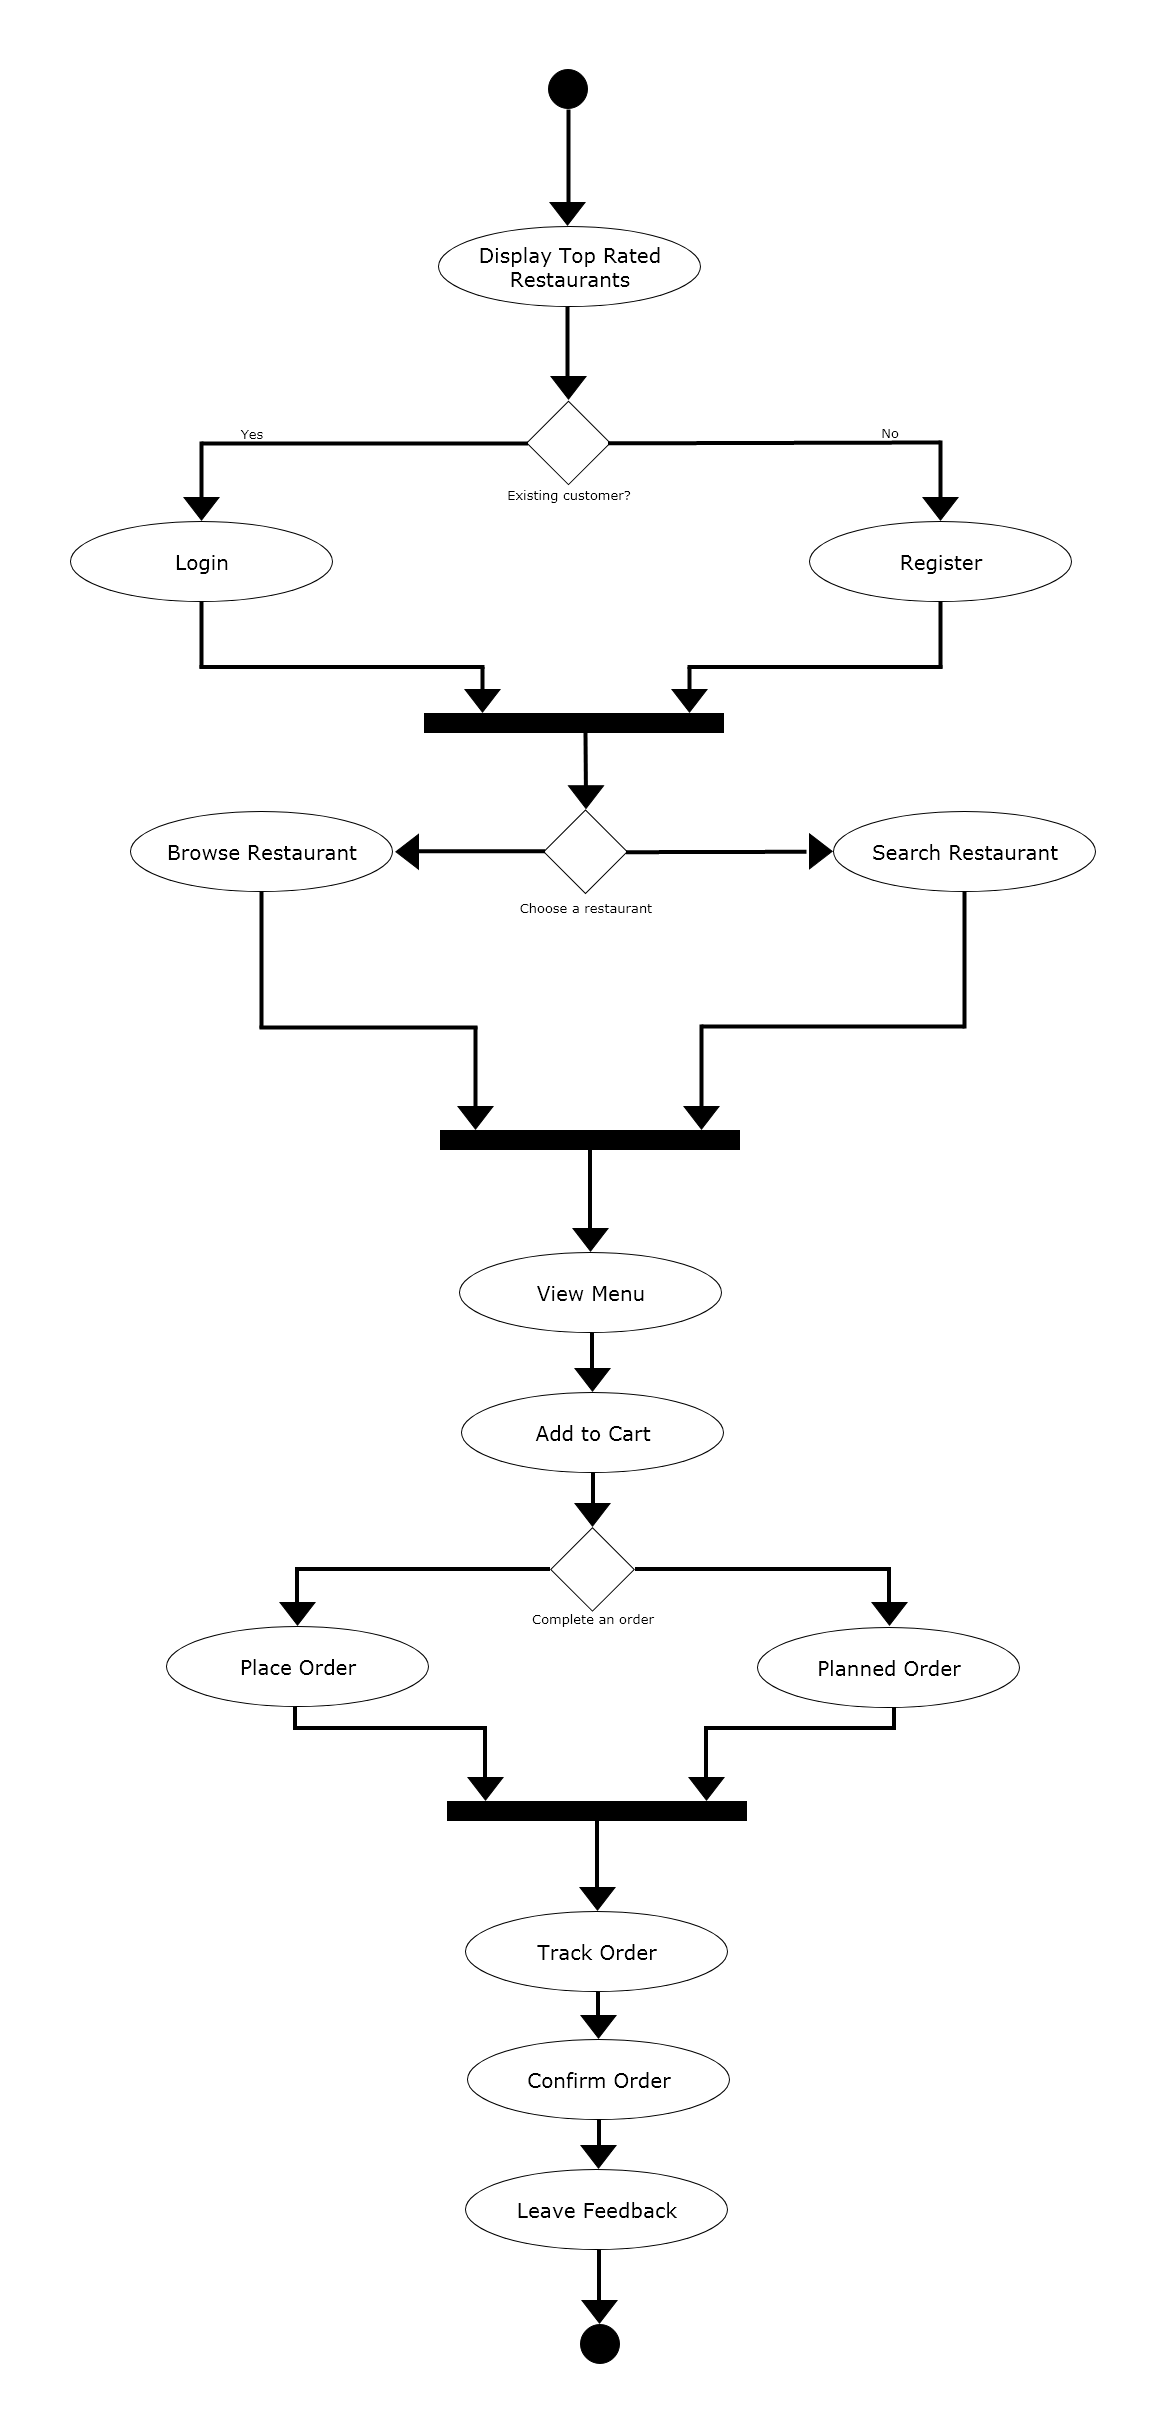 Display Top Rated
Restaurants
Yes
No
Existing customer?
Login
Register
Browse Restaurant
Search Restaurant
Choose a restaurant
View Menu
Add to Cart
Complete an order
Place Order
Planned Order
Track Order
Confirm Order
Leave Feedback